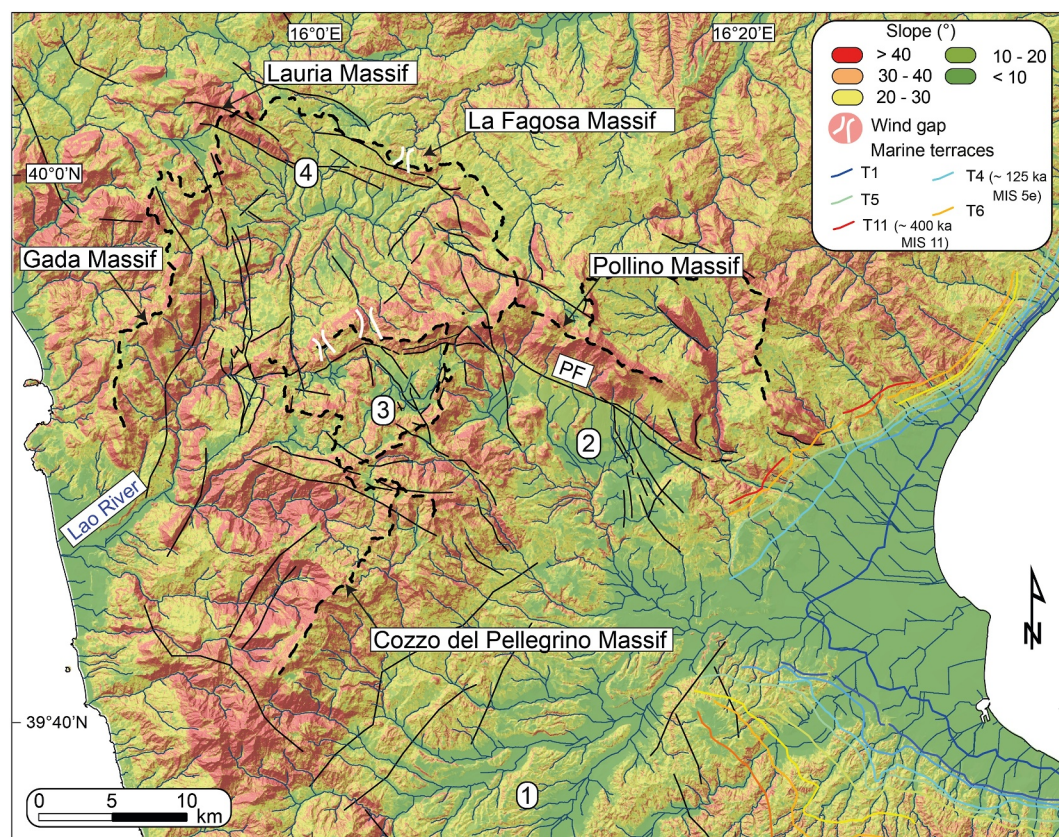 16°0’E
16°20’E
Slope (°)
> 40
10 - 20
30 - 40
< 10
20 - 30
Wind gap
Marine terraces
T1
T4 (~ 125 ka
MIS 5e)
T5
T6
T11 (~ 400 ka
MIS 11)
Lauria Massif
La Fagosa Massif
40°0’N
4
Gada Massif
Pollino Massif
PF
3
2
Lao River
N
Cozzo del Pellegrino Massif
39°40’N
1
0 5 10
km